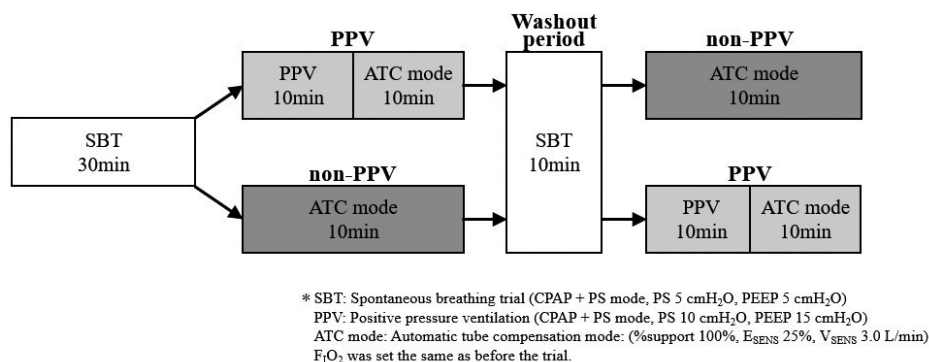 Washout
PPV period non-PPV
PPV ATC mode ATC mode
10min 10min 10min
SBT SBT
30min 10min
non-PPV PPV
ATC mode PPV ATC mode
10min 10min 10min
* SBT: Spontaneous breathing trial (CPAP + PS mode, PS 5 cmH₂O, PEEP 5 cmH₂O)
PPV: Positive pressure ventilation (CPAP + PS mode, PS 10 cmH₂O, PEEP 15 cmH₂O)
ATC mode: Automatic tube compensation mode: (%support 100%, E_SENS 25%, V_SENS 3.0 L/min)
F_IO₂ was set the same as before the trial.